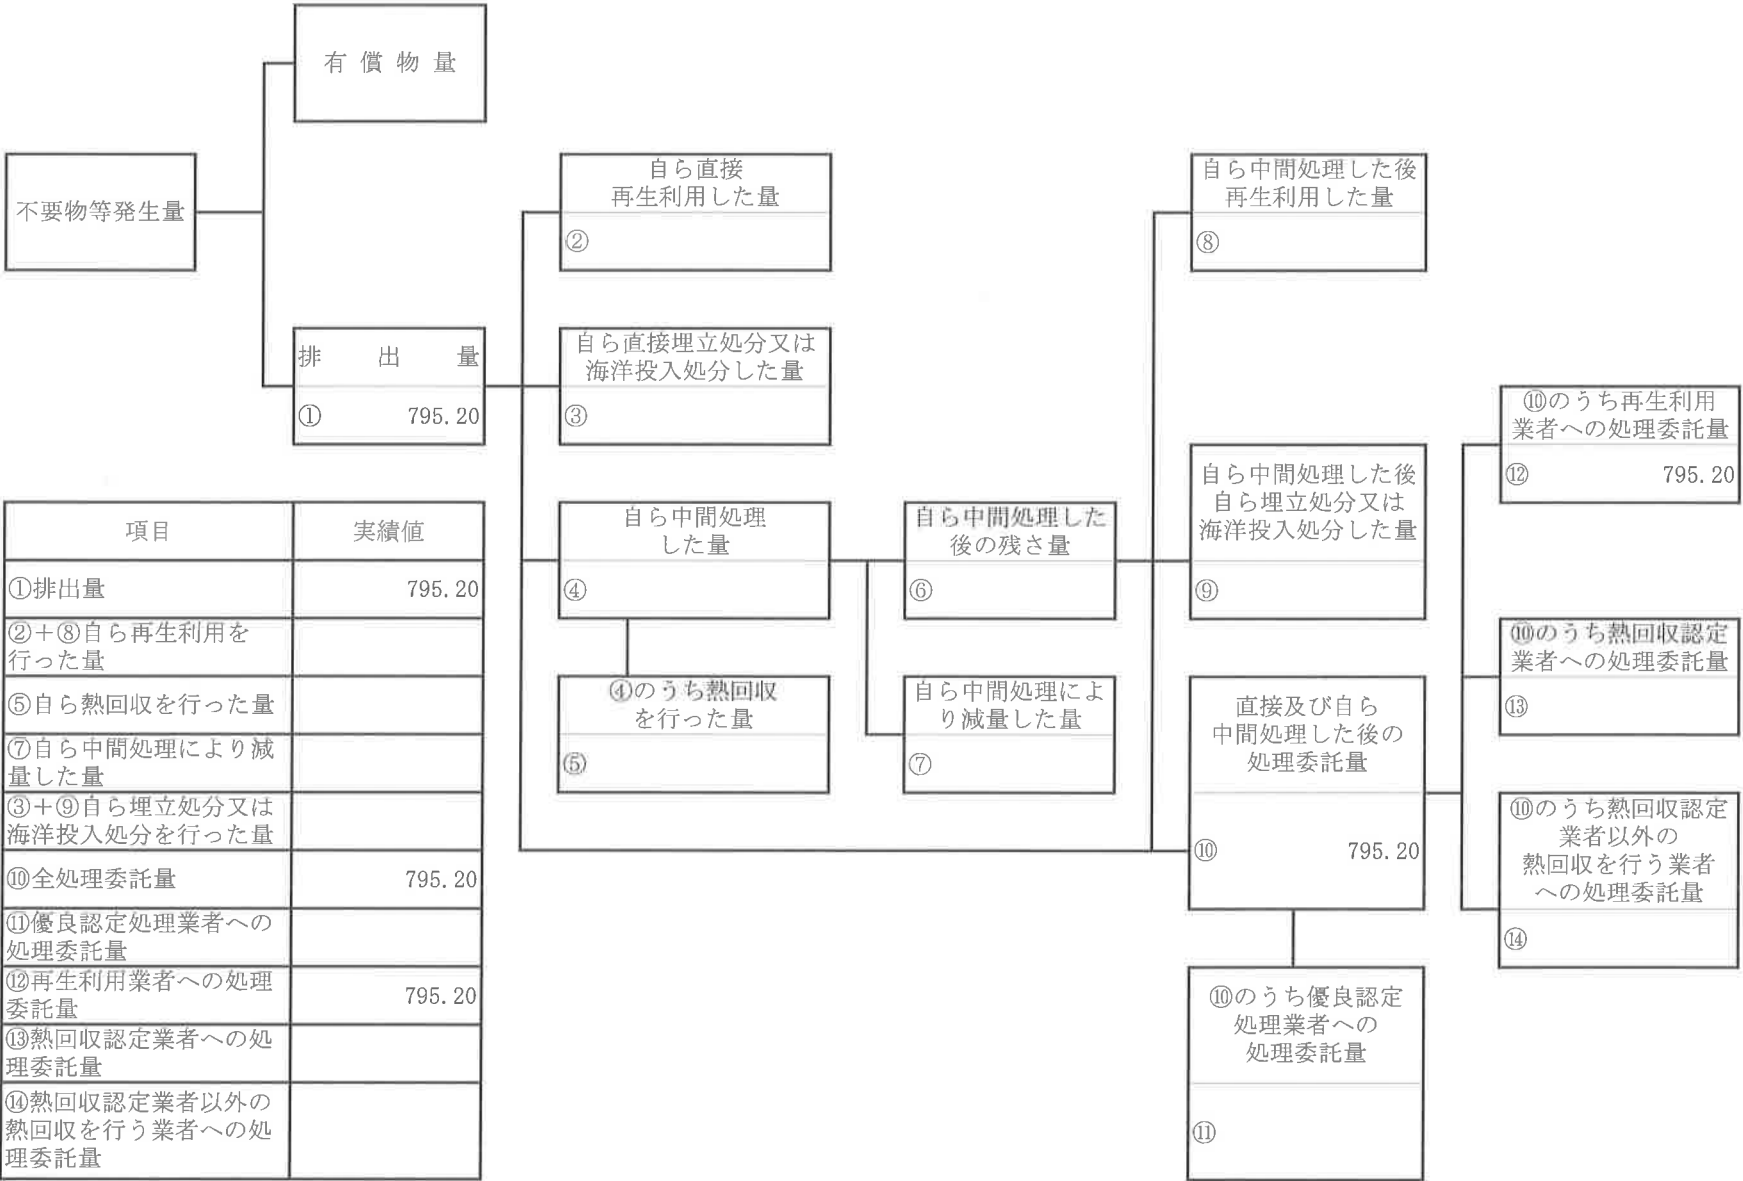 有償物量
不要物等発生量
排出量
① 795.20
自ら直接
再生利用した量
②
自ら直接埋立処分又は
海洋投入処分した量
③
自ら中間処理
した量
④
④のうち熱回収
を行った量
⑤
自ら中間処理した
後の残さ量
⑥
自ら中間処理によ
り減量した量
⑦
自ら中間処理した後
再生利用した量
⑧
自ら中間処理した後
自ら埋立処分又は
海洋投入処分した量
⑨
直接及び自ら
中間処理した後の
処理委託量
⑩ 795.20
⑩のうち優良認定
処理業者への
処理委託量
⑪
⑩のうち再生利用
業者への処理委託量
⑫ 795.20
⑩のうち熱回収認定
業者への処理委託量
⑬
⑩のうち熱回収認定
業者以外の
熱回収を行う業者
への処理委託量
⑭
項目 実績値
①排出量 795.20
②＋⑧自ら再生利用を
行った量
⑤自ら熱回収を行った量
⑦自ら中間処理により減
量した量
③＋⑨自ら埋立処分又は
海洋投入処分を行った量
⑩全処理委託量 795.20
⑪優良認定処理業者への
処理委託量
⑫再生利用業者への処理
委託量 795.20
⑬熱回収認定業者への処
理委託量
⑭熱回収認定業者以外の
熱回収を行う業者への処
理委託量